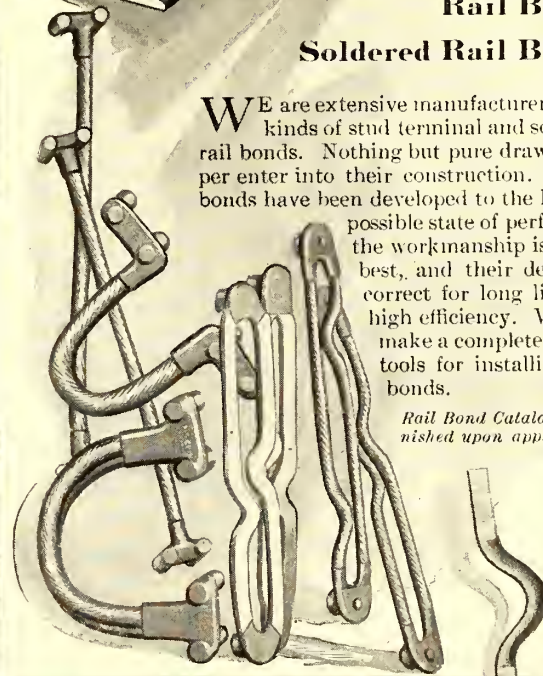 Rail B
Soldered Rail B
WE are extensive manufacturer
kinds of stud terminal and so
rail bonds. Nothing but pure draw
per enter into their construction.
bonds have been developed to the
possible state of perf
the workmanship is
best, and their de
correct for long li
high efficiency.
make a complete
tools for installi
bonds.
Rail Bond Catalo
nished upon app